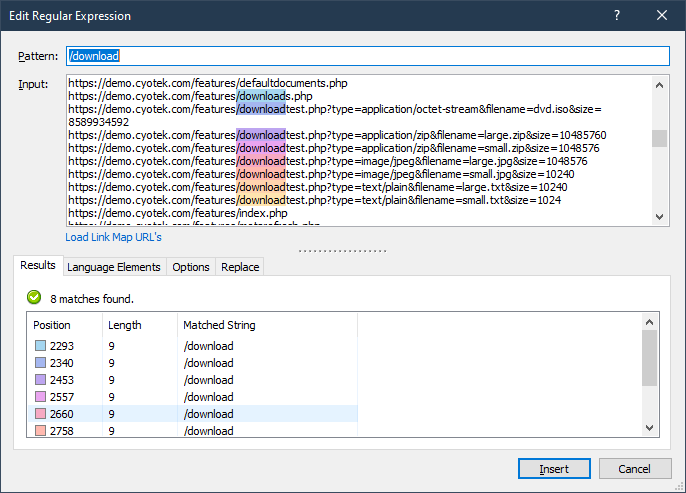 Edit Regular Expression
Pattern: /download
Input: https://demo.cyotek.com/features/defaultdocuments.php
https://demo.cyotek.com/features/downloads.php
https://demo.cyotek.com/features/downloadtest.php?type=application/octet-stream&filename=dvd.iso&size=
8589934592
https://demo.cyotek.com/features/downloadtest.php?type=application/zip&filename=large.zip&size=10485760
https://demo.cyotek.com/features/downloadtest.php?type=application/zip&filename=small.zip&size=1048576
https://demo.cyotek.com/features/downloadtest.php?type=image/jpeg&filename=large.jpg&size=1048576
https://demo.cyotek.com/features/downloadtest.php?type=image/jpeg&filename=small.jpg&size=10240
https://demo.cyotek.com/features/downloadtest.php?type=text/plain&filename=large.txt&size=10240
https://demo.cyotek.com/features/downloadtest.php?type=text/plain&filename=small.txt&size=1024
https://demo.cyotek.com/features/index.php
Load Link Map URL's
Results Language Elements Options Replace
8 matches found.
Position Length Matched String
2293 9 /download
2340 9 /download
2453 9 /download
2557 9 /download
2660 9 /download
2758 9 /download
Insert Cancel